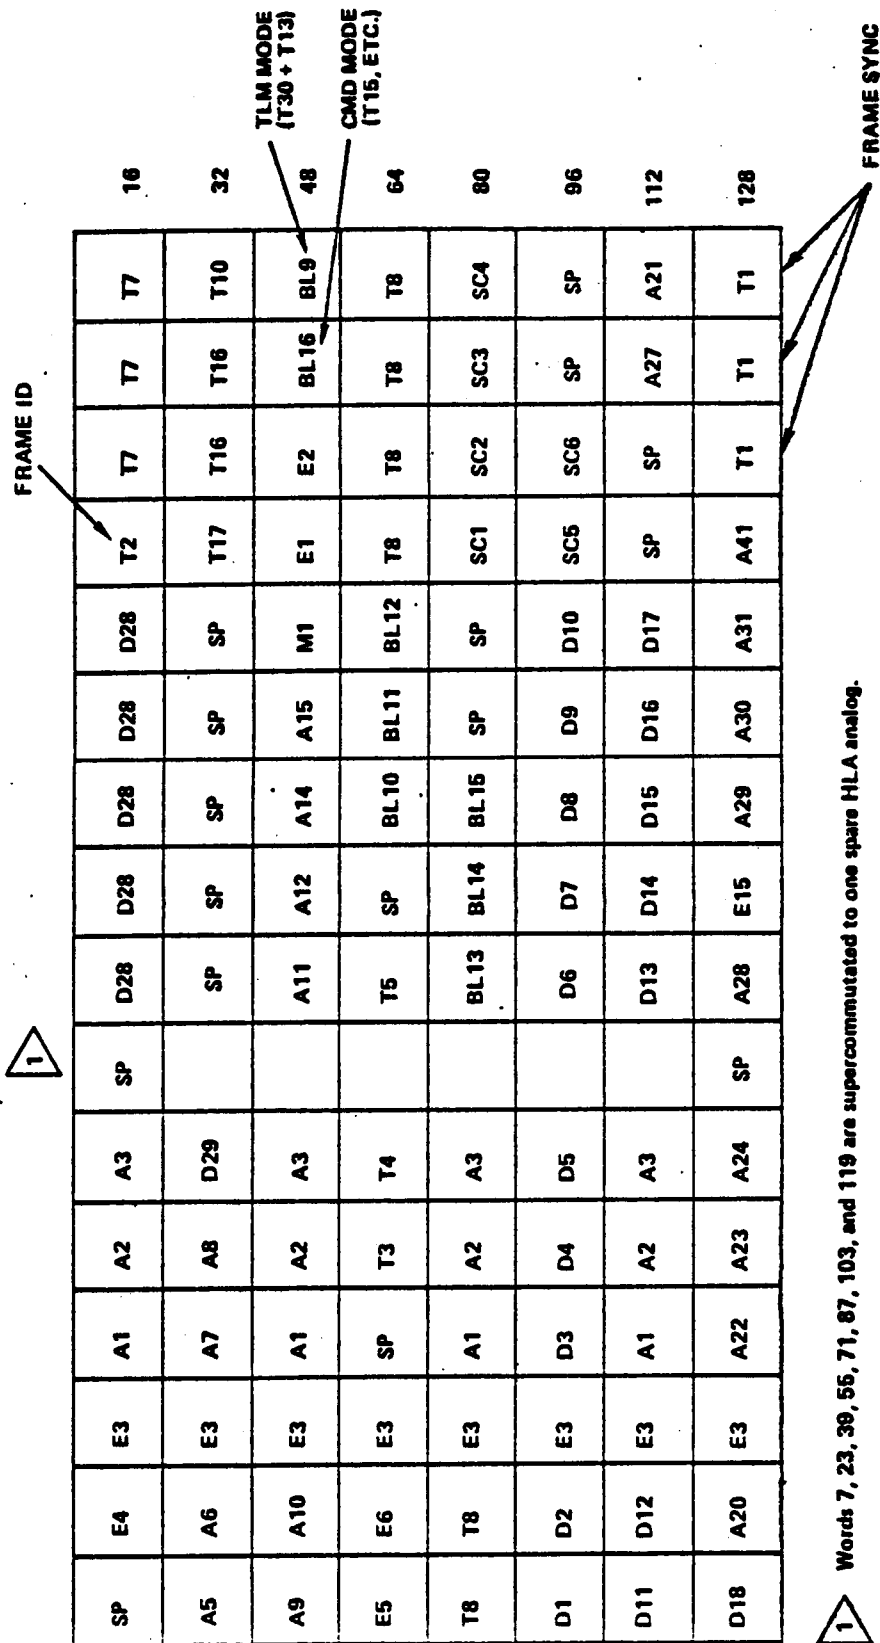 FRAME ID
1
SP E4 E3 A1 A2 A3 SP D28 D28 D28 D28 D28 T2 T7 T7 T7 16
A5 A6 E3 A7 A8 D29 SP SP SP SP SP T17 T16 T16 T10 32
A9 A10 E3 A1 A2 A3 A11 A12 A14 A15 M1 E1 E2 BL16 BL9 48
E5 E6 E3 SP T3 T4 T5 SP BL10 BL11 BL12 T8 T8 T8 T8 64
T8 T8 E3 A1 A2 A3 BL13 BL14 BL15 SP SP SC1 SC2 SC3 SC4 80
D1 D2 E3 D3 D4 D5 D6 D7 D8 D9 D10 SC5 SC6 SP SP 96
D11 D12 E3 A1 A2 A3 D13 D14 D15 D16 D17 SP SP A27 A21 112
D18 A20 E3 A22 A23 A24 SP A28 E15 A29 A30 A31 A41 T1 T1 T1 128
TLM MODE
(T30 + T13)
CMD MODE
(T15, ETC.)
FRAME SYNC
1 Words 7, 23, 39, 55, 71, 87, 103, and 119 are supercommutated to one spare HLA analog.